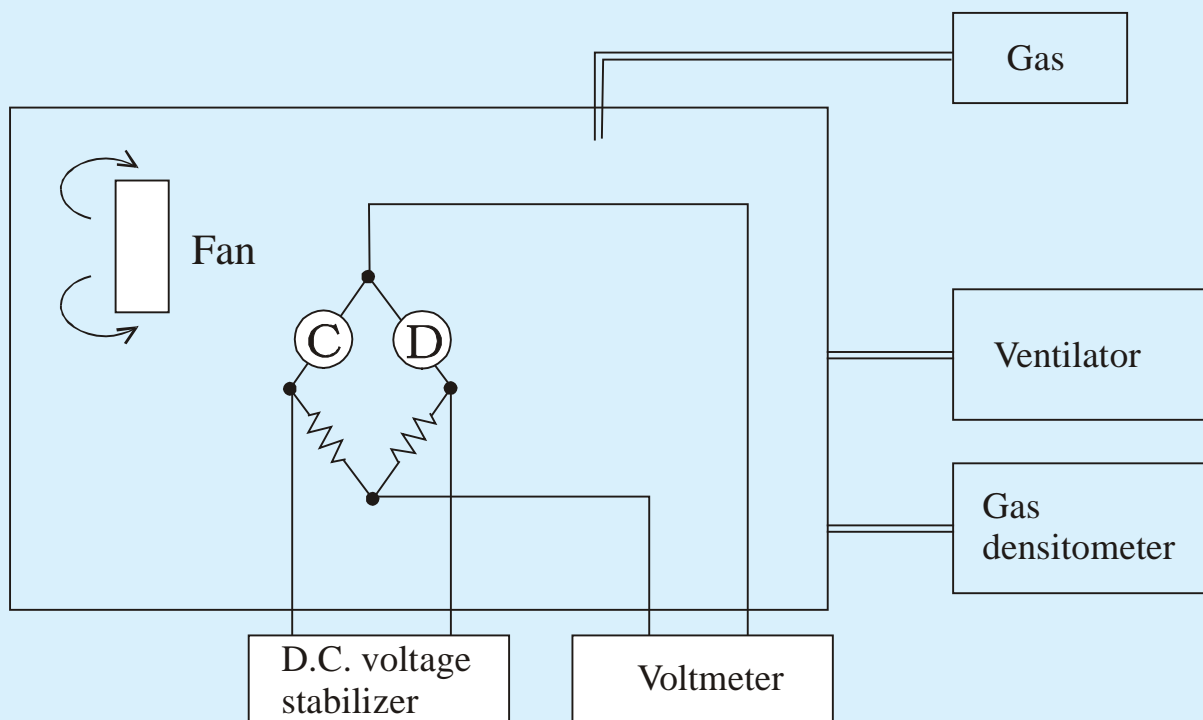 Gas
Fan
C D
Ventilator
Gas
densitometer
D.C. voltage
stabilizer
Voltmeter